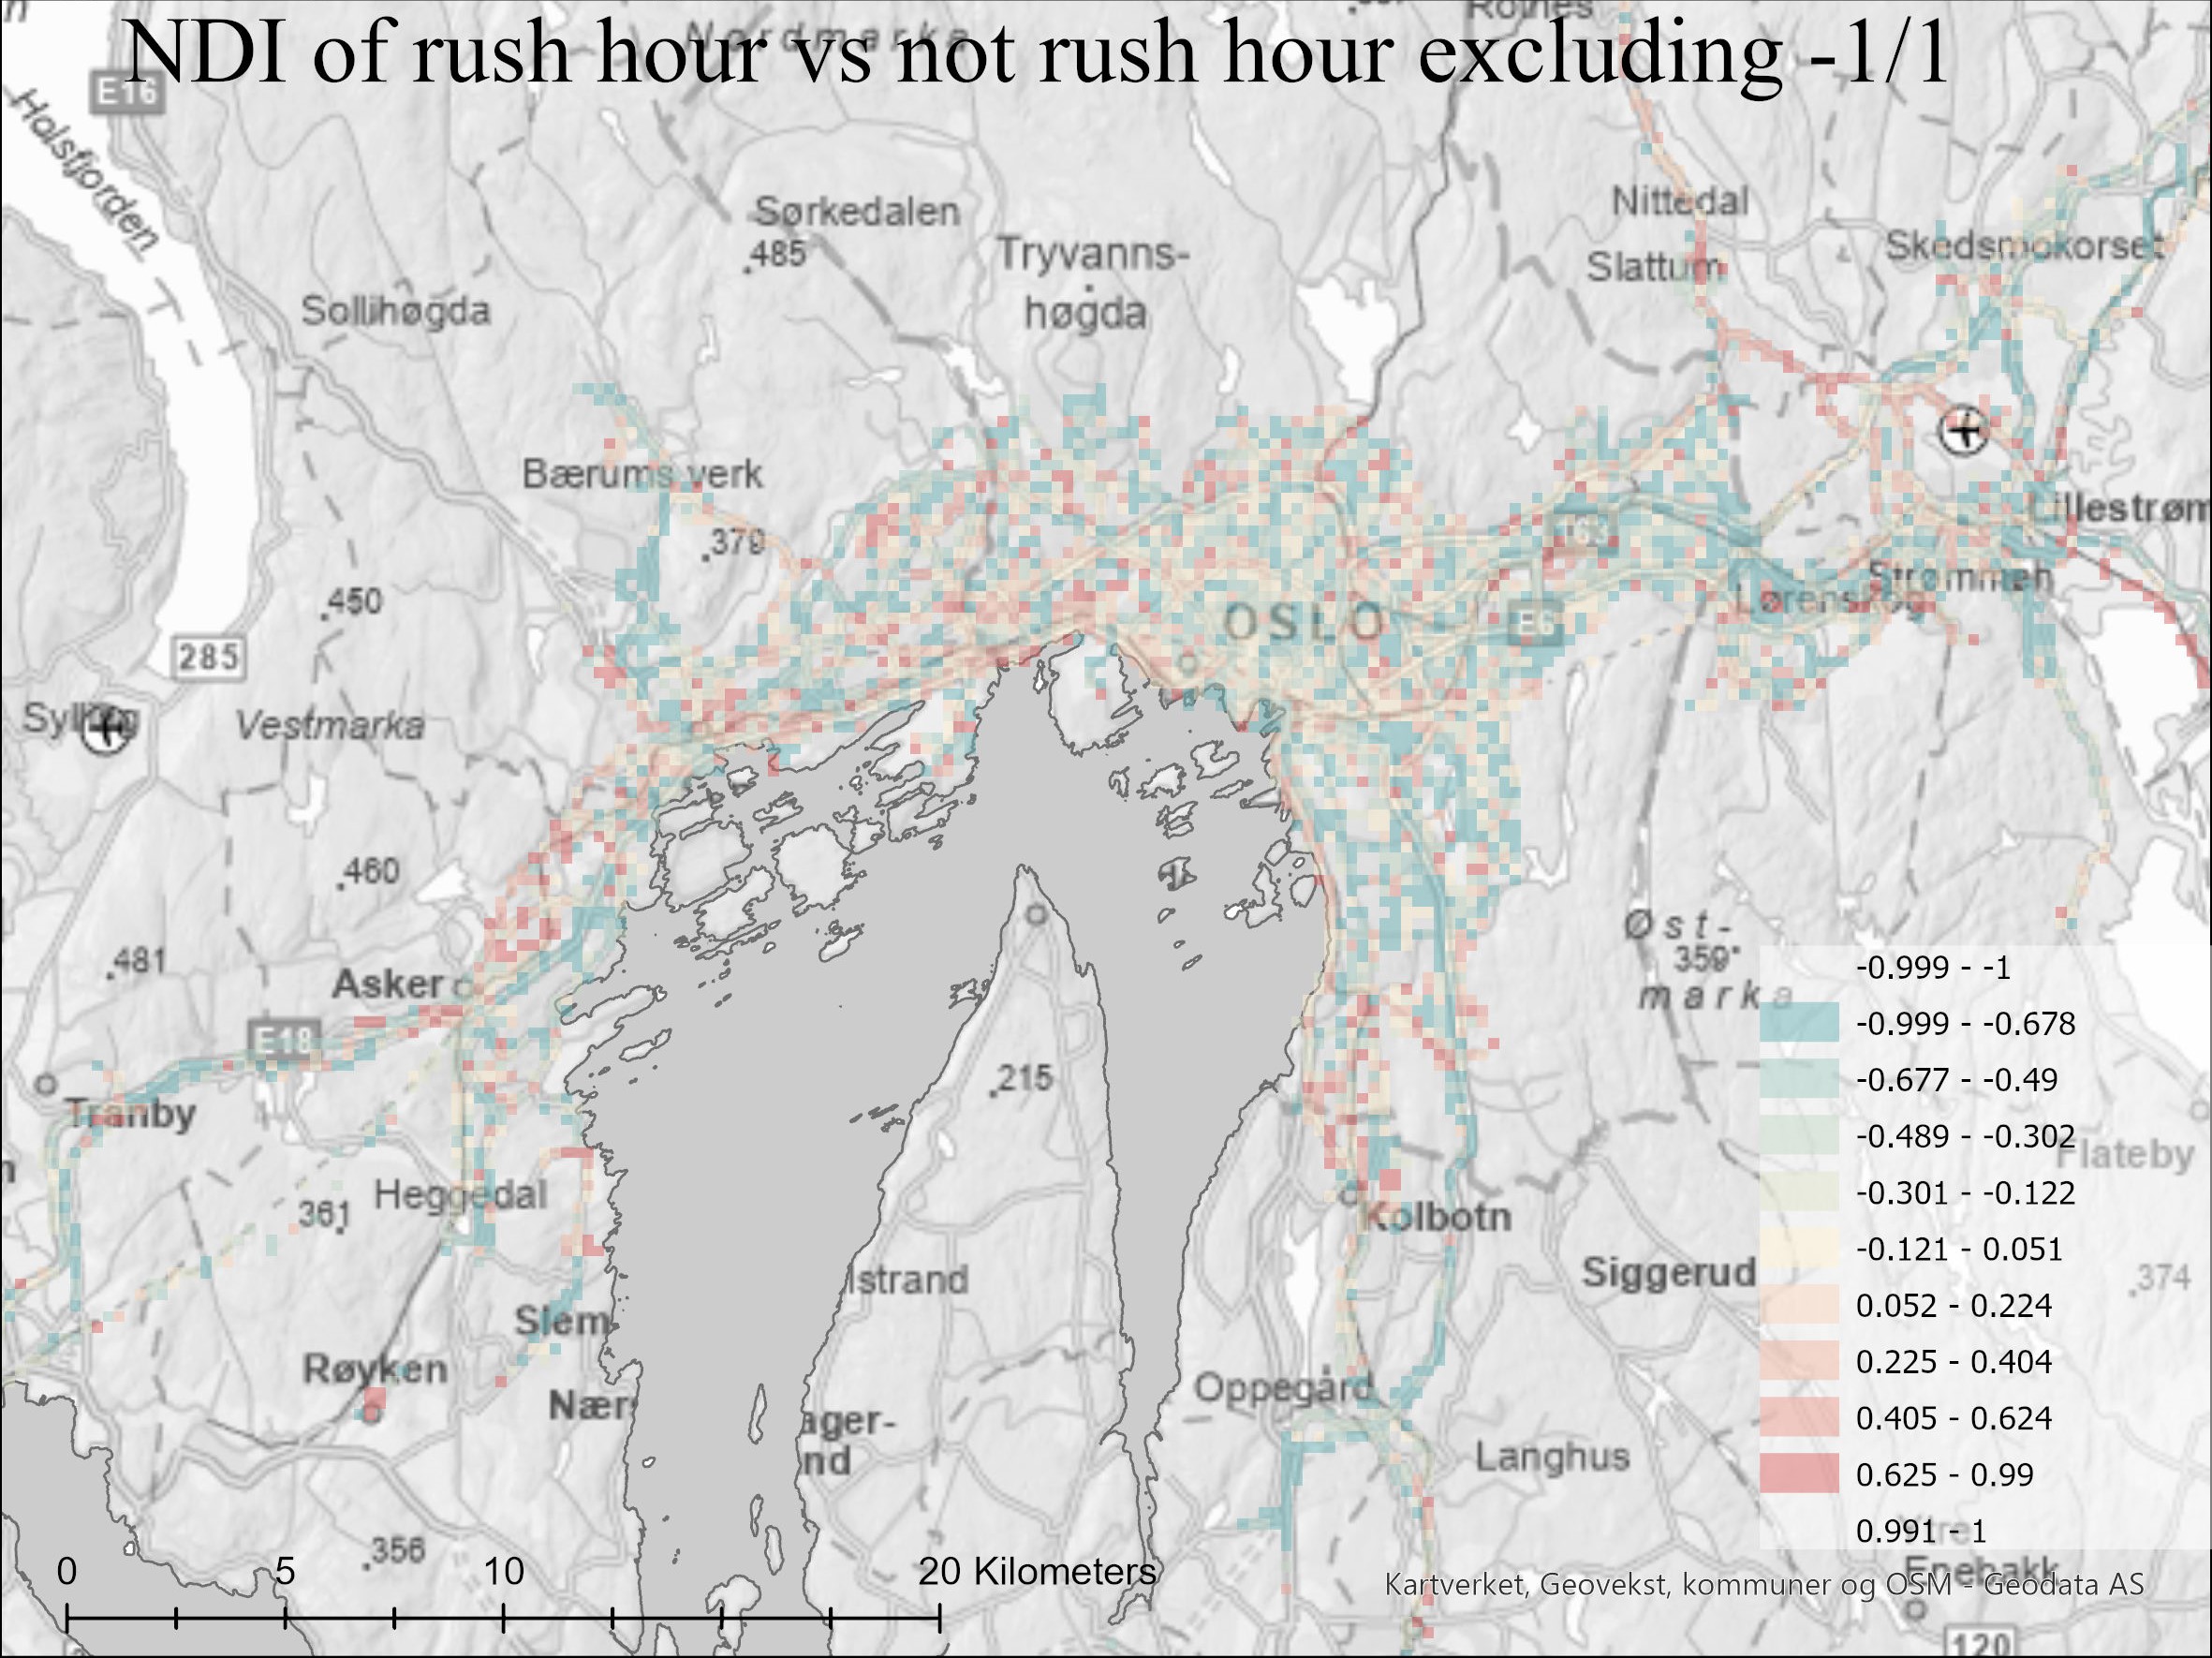 NDI of rush hour vs not rush hour excluding -1/1
Nordmarka
E16
Holsfjorden
Nittedal
Sørkedalen
.485
Tryvanns-
høgda
Skedsmokorset
Slattum
Sollihøgda
Bærums verk
.379
Lillestrøm
163
.450
Strømmen
Lørenskog
OSLO
E6
285
Sylling
Vestmarka
.460
Øst-
359
marka
.481
Asker
-0.999 - -1
E18
-0.999 - -0.678
.215
-0.677 - -0.49
Tranby
-0.489 - -0.302
Flateby
Heggedal
361
-0.301 - -0.122
Kolbotn
-0.121 - 0.051
Istrand
Siggerud
.374
Slem
0.052 - 0.224
Røyken
0.225 - 0.404
Oppegård
Nær
ager-
0.405 - 0.624
nd
Langhus
0.625 - 0.99
.356
0.991 - 1
0 5 10 20 Kilometers
Enebakk
Kartverket, Geovekst, kommuner og OSM - Geodata AS
120